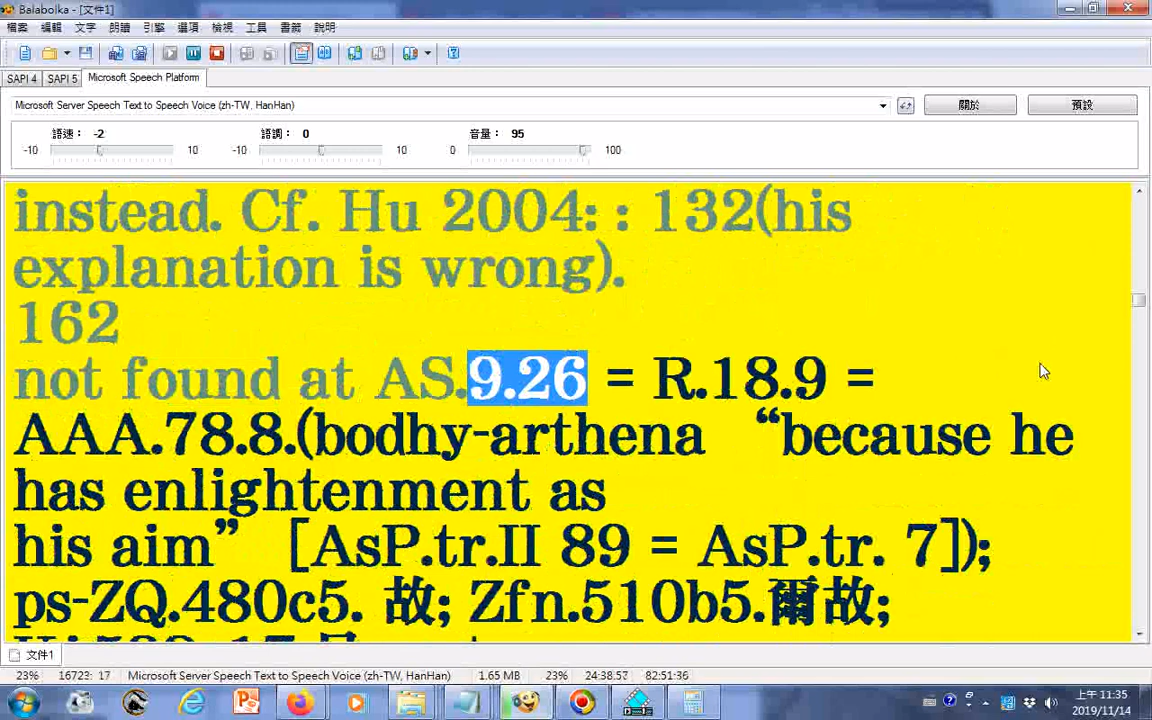 Balabolka - [文件1]
檔案 編輯 文字 朗讀 引擎 選項 檢視 工具 書籤 說明
SAPI 4 SAPI 5 Microsoft Speech Platform
Microsoft Server Speech Text to Speech Voice (zh-TW, HanHan) 關於 預設
語速： -2 語調： 0 音量： 95
-10 10 -10 10 0 100
instead. Cf. Hu 2004: : 132(his
explanation is wrong).
162
not found at AS.9.26 = R.18.9 =
AAA.78.8.(bodhy-arthena “because he
has enlightenment as
his aim” [AsP.tr.II 89 = AsP.tr. 7]);
ps-ZQ.480c5. 故; Zfn.510b5.爾故;
文件1
23% 16723: 17 Microsoft Server Speech Text to Speech Voice (zh-TW, HanHan) 1.65 MB 23% 24:38:57 82:51:36
上午 11:35
2019/11/14